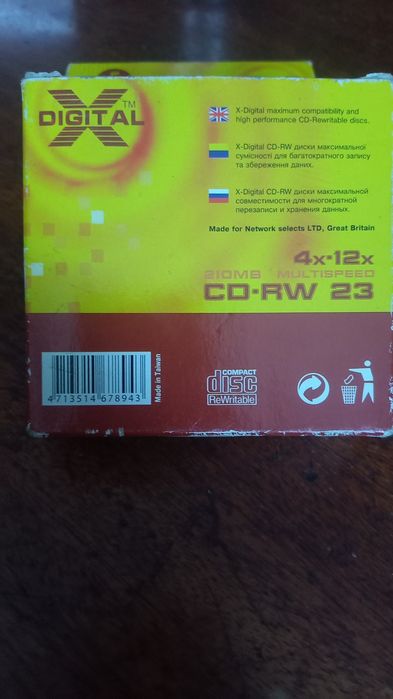 X
DIGITAL
TM
X-Digital maximum compatibility and
high performance CD-Rewritable discs.
X-Digital CD-RW диски максимальної
сумісності для багатократного запису
та збереження даних.
X-Digital CD-RW диски максимальной
совместимости для многократной
перезаписи и хранения данных.
Made for Network selects LTD, Great Britain
4x-12x
210MB MULTISPEED
CD-RW 23
4 713514 678943
Made in Taiwan
COMPACT
disc
ReWritable